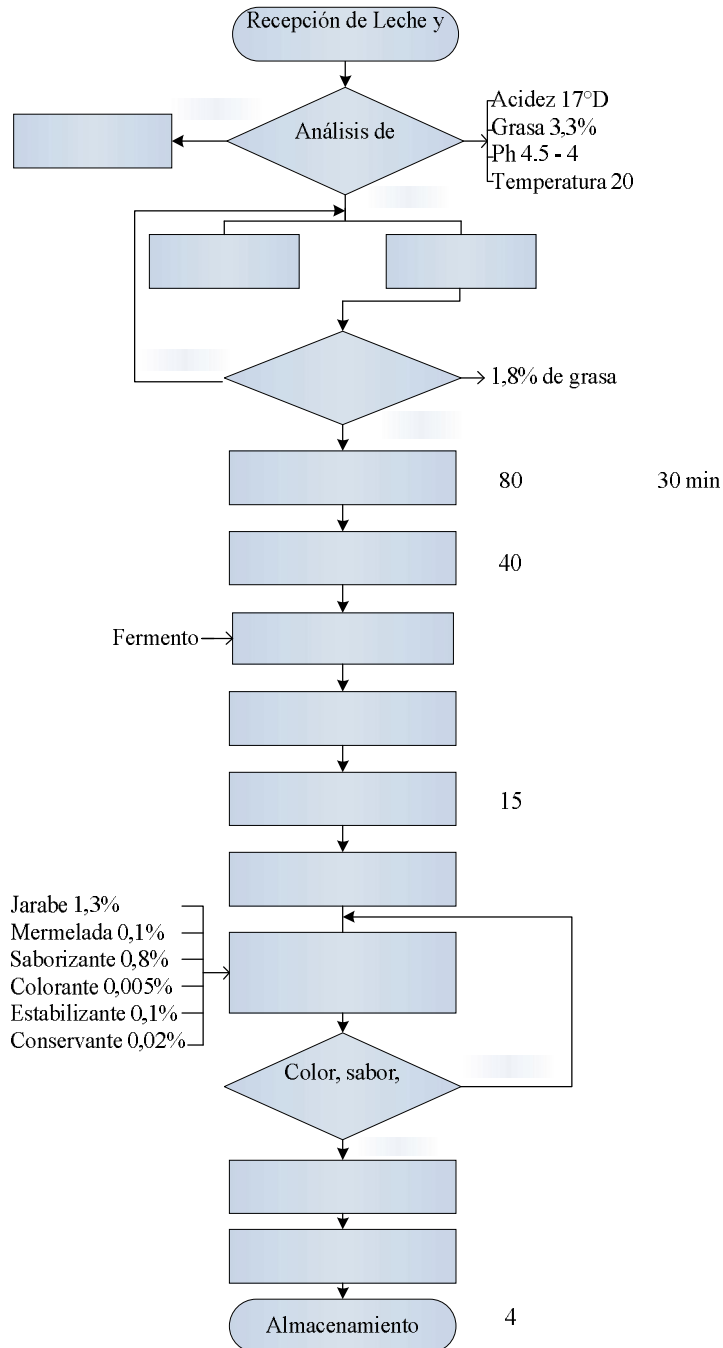 Recepción de Leche y
Análisis de
Acidez 17°D
Grasa 3,3%
Ph 4.5 - 4
Temperatura 20
1,8% de grasa
80
30 min
40
Fermento
15
Jarabe 1,3%
Mermelada 0,1%
Saborizante 0,8%
Colorante 0,005%
Estabilizante 0,1%
Conservante 0,02%
Color, sabor,
Almacenamiento
4